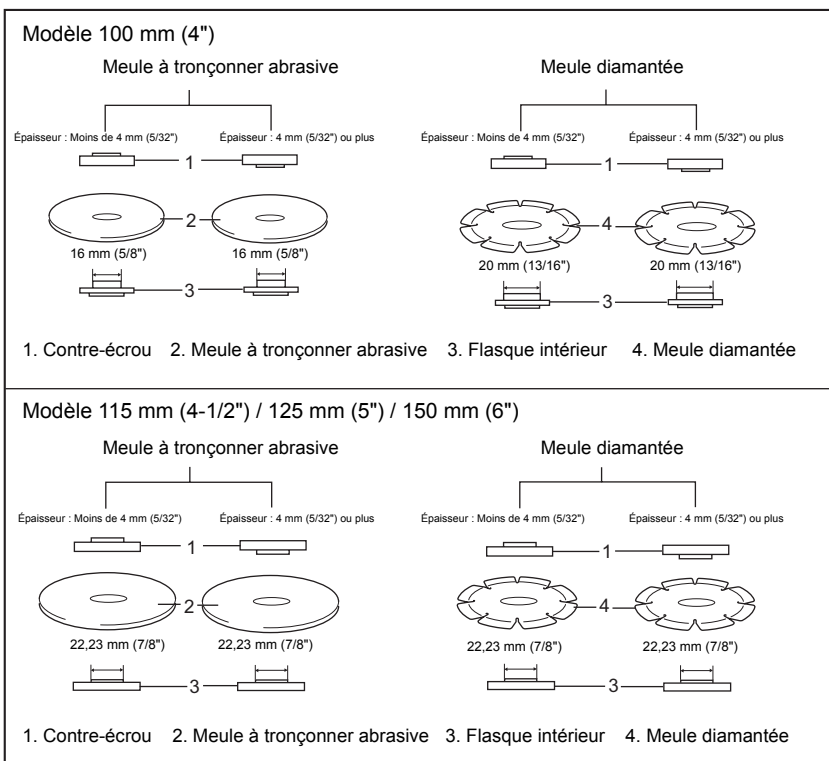 Modèle 100 mm (4")
Meule à tronçonner abrasive
Meule diamantée
Épaisseur : Moins de 4 mm (5/32")
Épaisseur : 4 mm (5/32") ou plus
Épaisseur : Moins de 4 mm (5/32")
Épaisseur : 4 mm (5/32") ou plus
1
1
2
4
16 mm (5/8")
16 mm (5/8")
20 mm (13/16")
20 mm (13/16")
3
3
1. Contre-écrou 2. Meule à tronçonner abrasive 3. Flasque intérieur 4. Meule diamantée
Modèle 115 mm (4-1/2") / 125 mm (5") / 150 mm (6")
Meule à tronçonner abrasive
Meule diamantée
Épaisseur : Moins de 4 mm (5/32")
Épaisseur : 4 mm (5/32") ou plus
Épaisseur : Moins de 4 mm (5/32")
Épaisseur : 4 mm (5/32") ou plus
1
1
2
4
22,23 mm (7/8")
22,23 mm (7/8")
22,23 mm (7/8")
22,23 mm (7/8")
3
3
1. Contre-écrou 2. Meule à tronçonner abrasive 3. Flasque intérieur 4. Meule diamantée